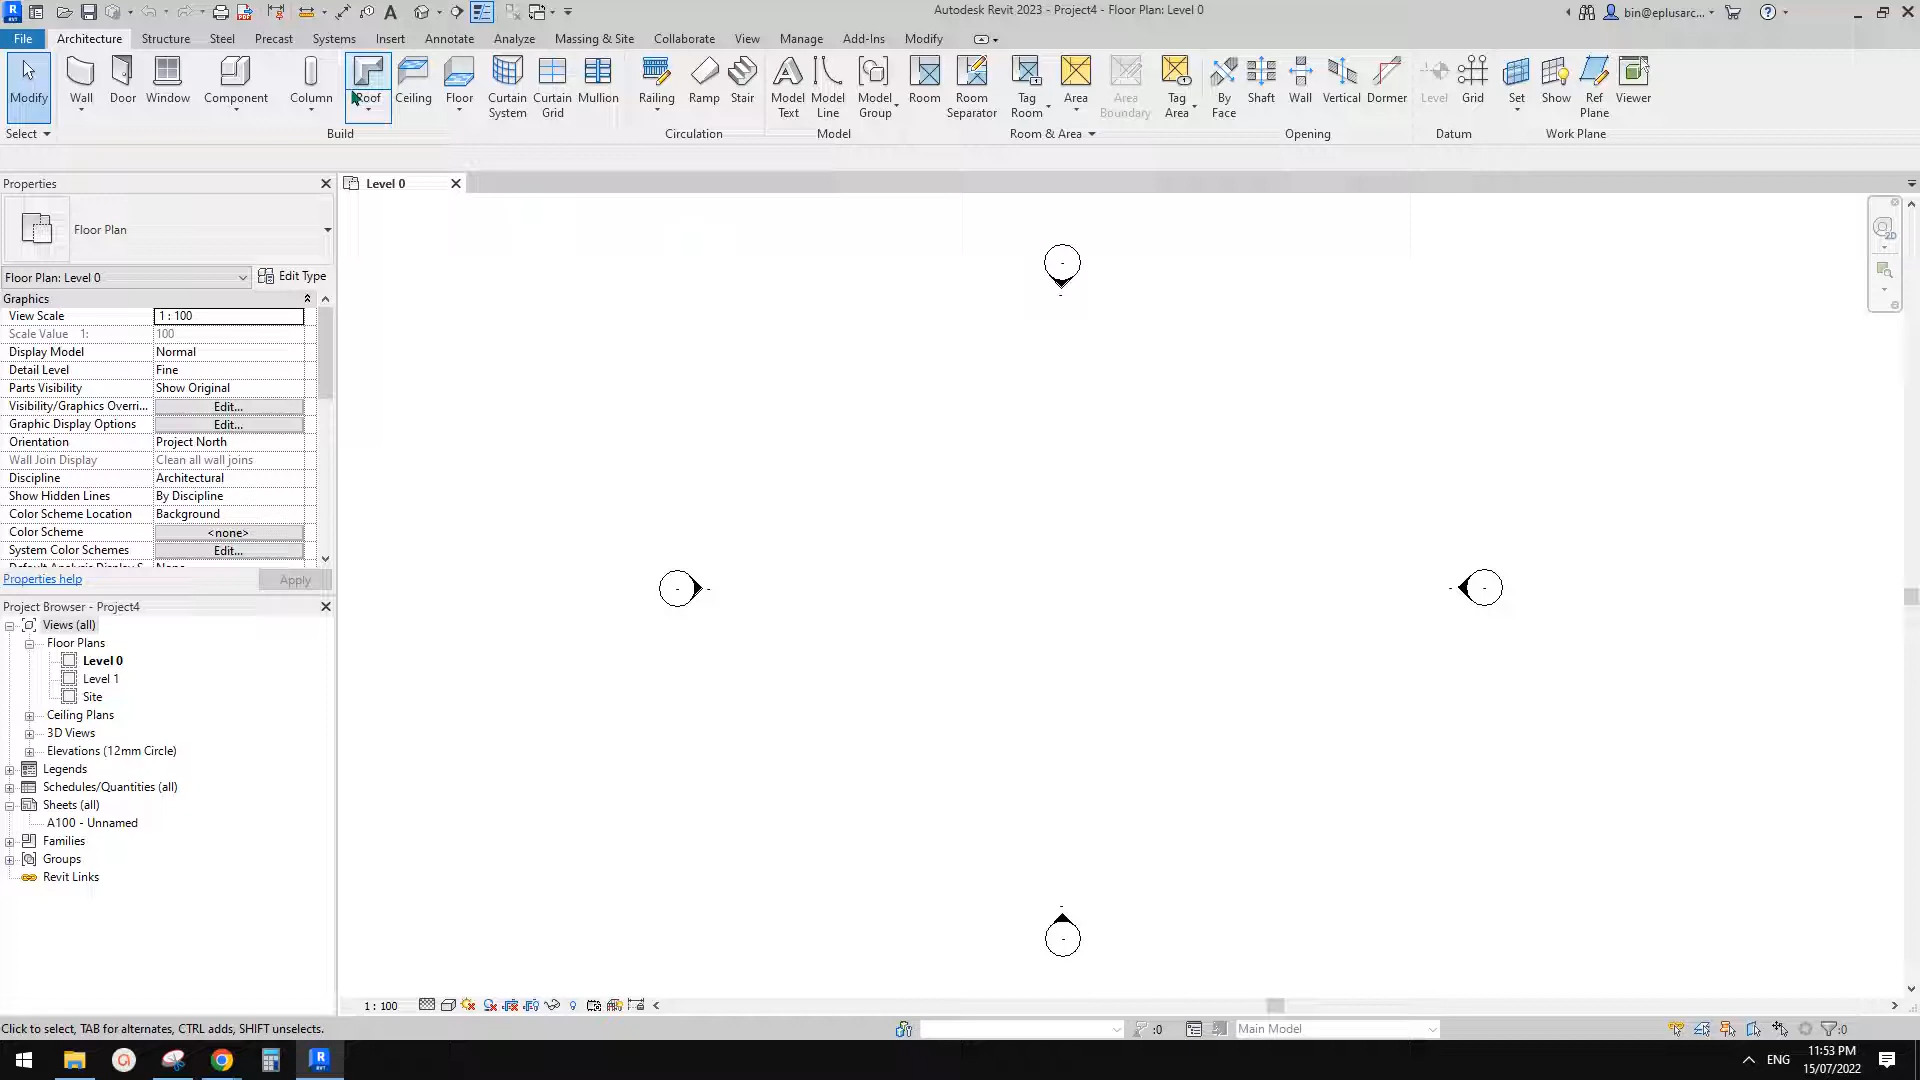 Autodesk Revit 2023 - Project4 - Floor Plan: Level 0
bin@eplusarc...
File Architecture Structure Steel Precast Systems Insert Annotate Analyze Massing & Site Collaborate View Manage Add-Ins Modify
Modify Wall Door Window Component Column Roof Ceiling Floor Curtain System Curtain Grid Mullion Railing Ramp Stair Model Text Model Line Model Group Room Room Separator Tag Room Area Area Boundary Tag Area By Face Shaft Wall Vertical Dormer Level Grid Set Show Ref Plane Viewer
Select Build Circulation Model Room & Area Opening Datum Work Plane
Properties
Level 0
Floor Plan
Floor Plan: Level 0 Edit Type
Graphics
View Scale 1 : 100
Scale Value 1: 100
Display Model Normal
Detail Level Fine
Parts Visibility Show Original
Visibility/Graphics Overri... Edit...
Graphic Display Options Edit...
Orientation Project North
Wall Join Display Clean all wall joins
Discipline Architectural
Show Hidden Lines By Discipline
Color Scheme Location Background
Color Scheme <none>
System Color Schemes Edit...
Properties help Apply
Project Browser - Project4
Views (all)
Floor Plans
Level 0
Level 1
Site
Ceiling Plans
3D Views
Elevations (12mm Circle)
Legends
Schedules/Quantities (all)
Sheets (all)
A100 - Unnamed
Families
Groups
Revit Links
1 : 100
Click to select, TAB for alternates, CTRL adds, SHIFT unselects.
:0
Main Model
:0
ENG
11:53 PM
15/07/2022